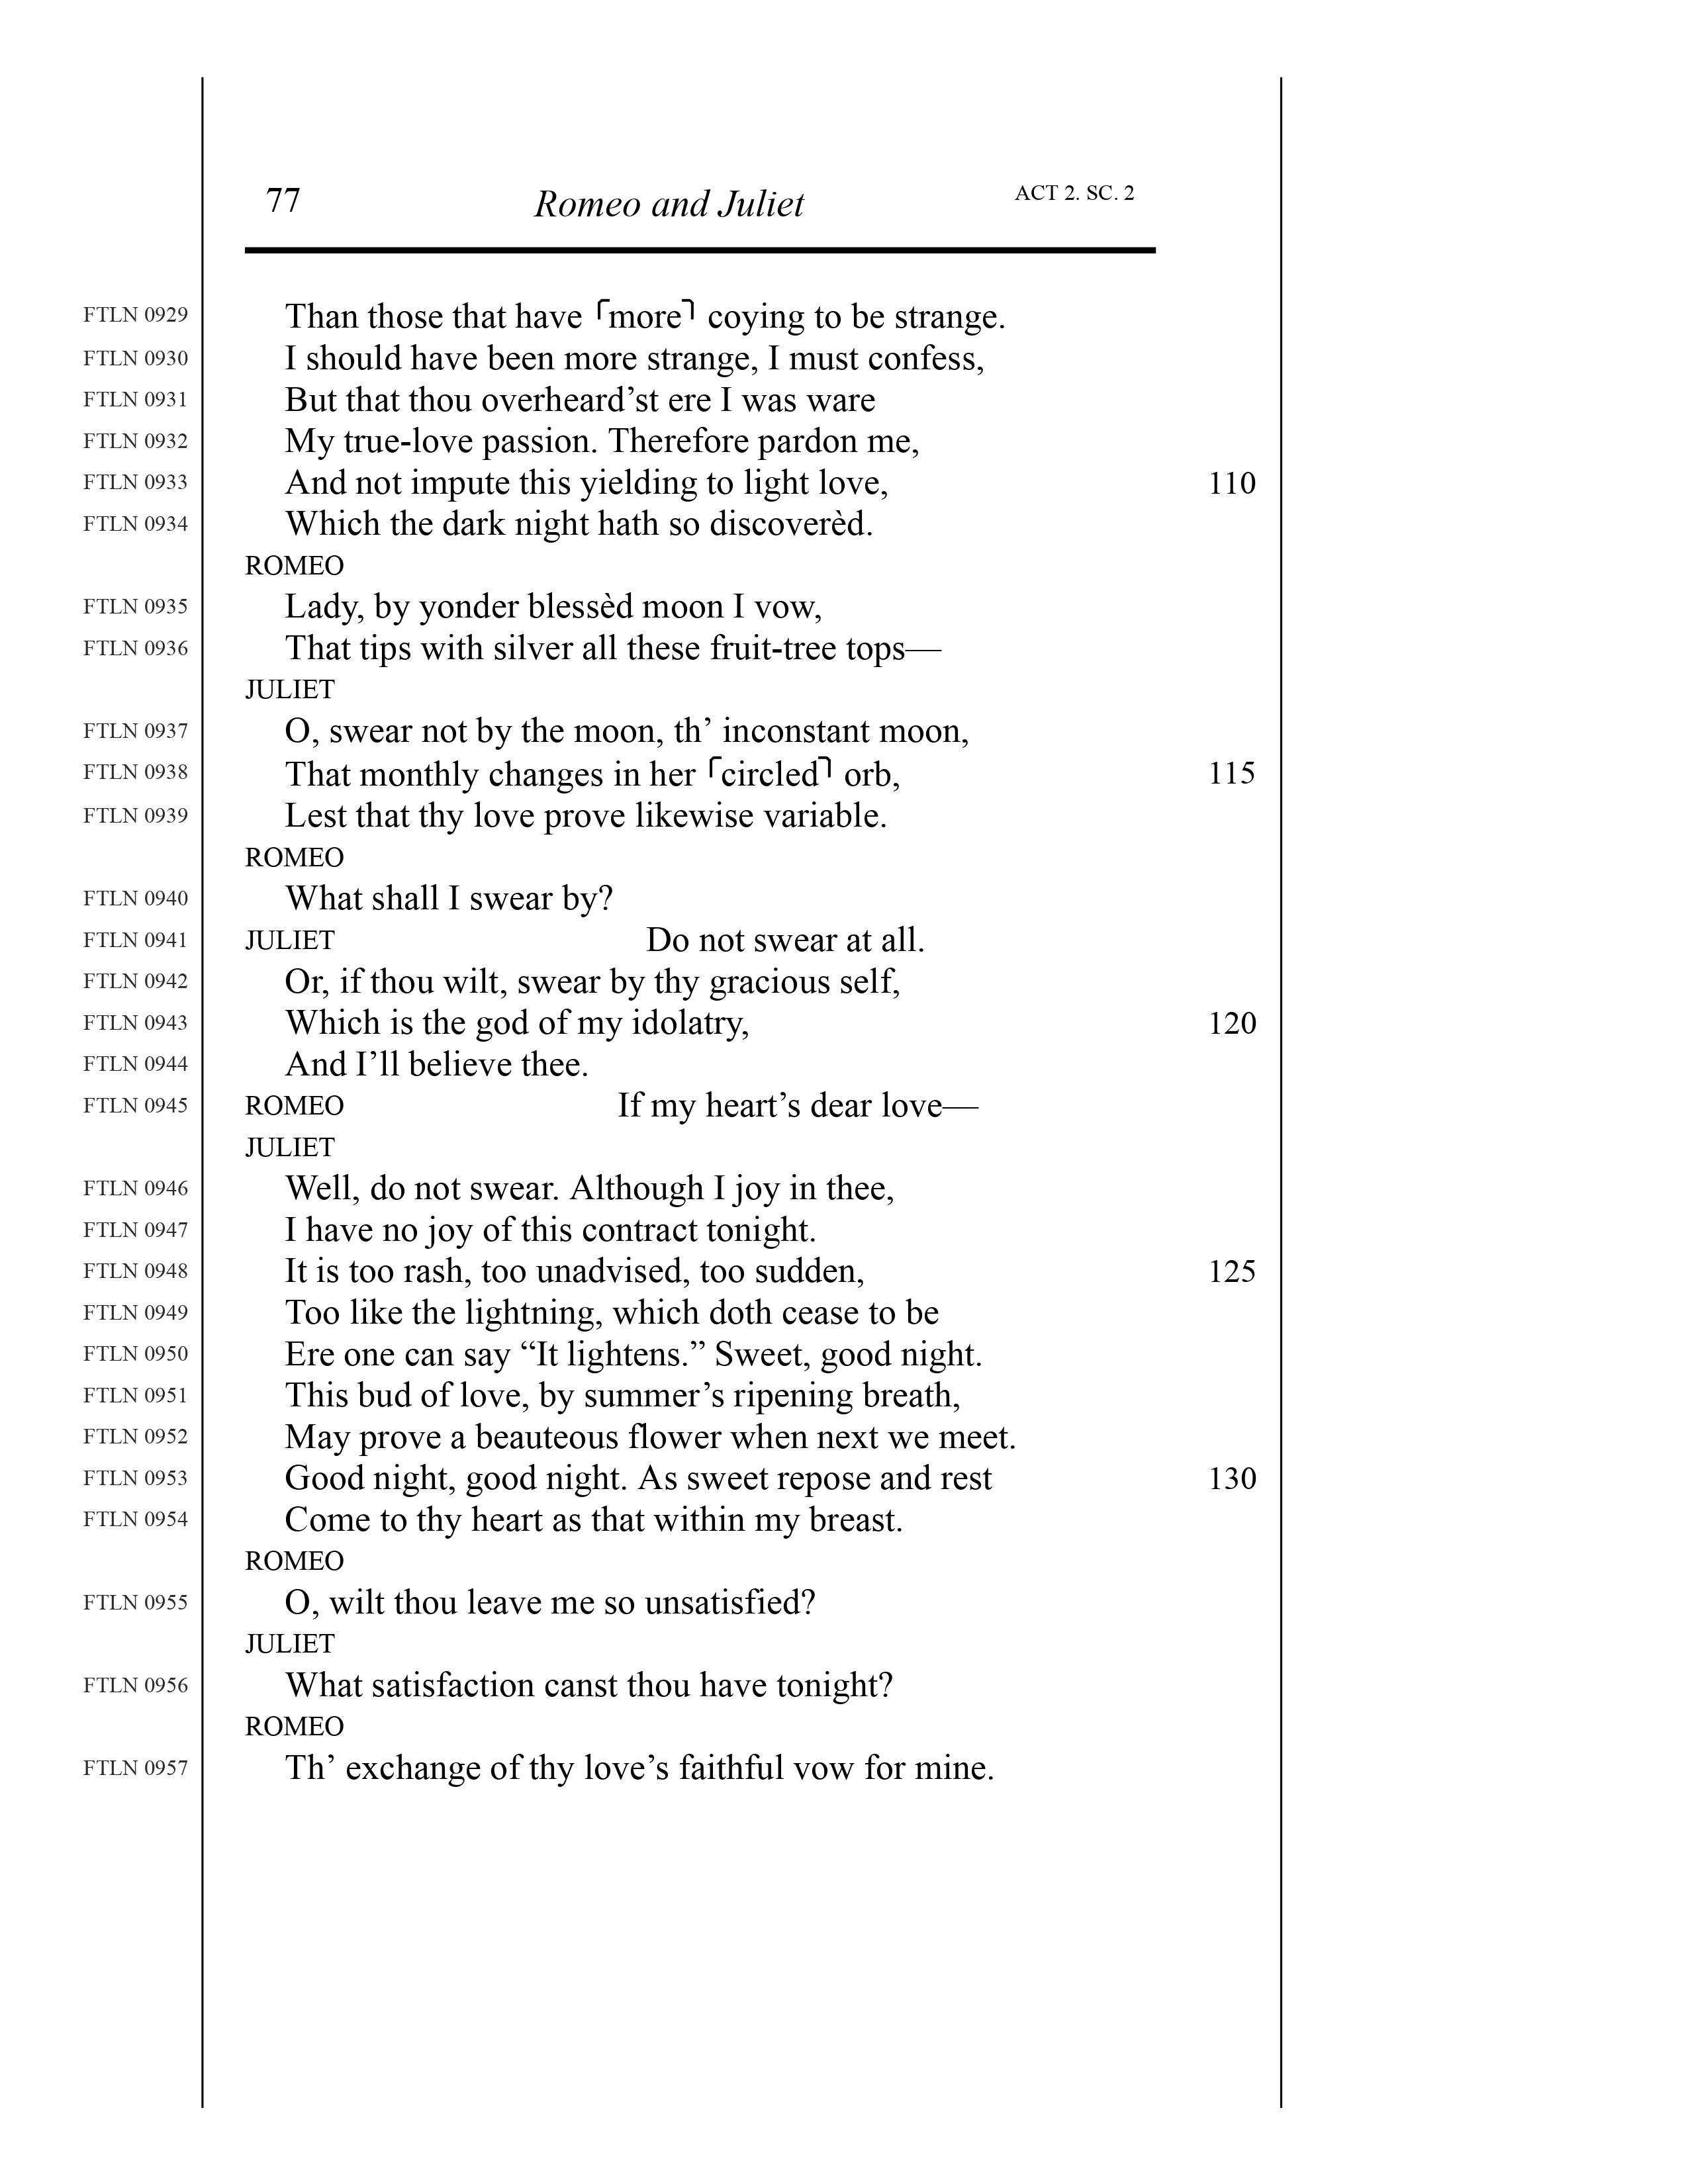 77 Romeo and Juliet ACT 2. SC. 2
FTLN 0929 Than those that have ⌜more⌝ coying to be strange.
FTLN 0930 I should have been more strange, I must confess,
FTLN 0931 But that thou overheard’st ere I was ware
FTLN 0932 My true-love passion. Therefore pardon me,
FTLN 0933 And not impute this yielding to light love, 110
FTLN 0934 Which the dark night hath so discoverèd.
ROMEO
FTLN 0935 Lady, by yonder blessèd moon I vow,
FTLN 0936 That tips with silver all these fruit-tree tops—
JULIET
FTLN 0937 O, swear not by the moon, th’ inconstant moon,
FTLN 0938 That monthly changes in her ⌜circled⌝ orb, 115
FTLN 0939 Lest that thy love prove likewise variable.
ROMEO
FTLN 0940 What shall I swear by?
FTLN 0941 JULIET Do not swear at all.
FTLN 0942 Or, if thou wilt, swear by thy gracious self,
FTLN 0943 Which is the god of my idolatry, 120
FTLN 0944 And I’ll believe thee.
FTLN 0945 ROMEO If my heart’s dear love—
JULIET
FTLN 0946 Well, do not swear. Although I joy in thee,
FTLN 0947 I have no joy of this contract tonight.
FTLN 0948 It is too rash, too unadvised, too sudden, 125
FTLN 0949 Too like the lightning, which doth cease to be
FTLN 0950 Ere one can say “It lightens.” Sweet, good night.
FTLN 0951 This bud of love, by summer’s ripening breath,
FTLN 0952 May prove a beauteous flower when next we meet.
FTLN 0953 Good night, good night. As sweet repose and rest 130
FTLN 0954 Come to thy heart as that within my breast.
ROMEO
FTLN 0955 O, wilt thou leave me so unsatisfied?
JULIET
FTLN 0956 What satisfaction canst thou have tonight?
ROMEO
FTLN 0957 Th’ exchange of thy love’s faithful vow for mine.